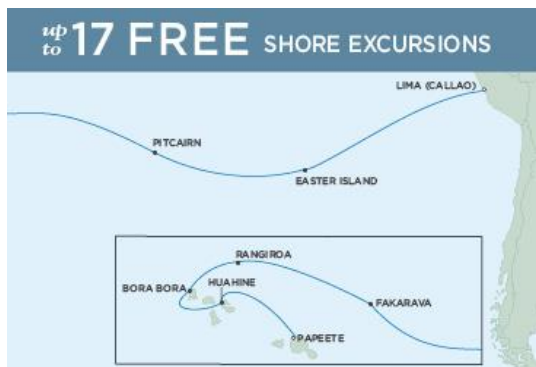 up to 17 FREE SHORE EXCURSIONS
LIMA (CALLAO)
PITCAIRN
EASTER ISLAND
RANGIROA
BORA BORA
HUAHINE
FAKARAVA
PAPEETE